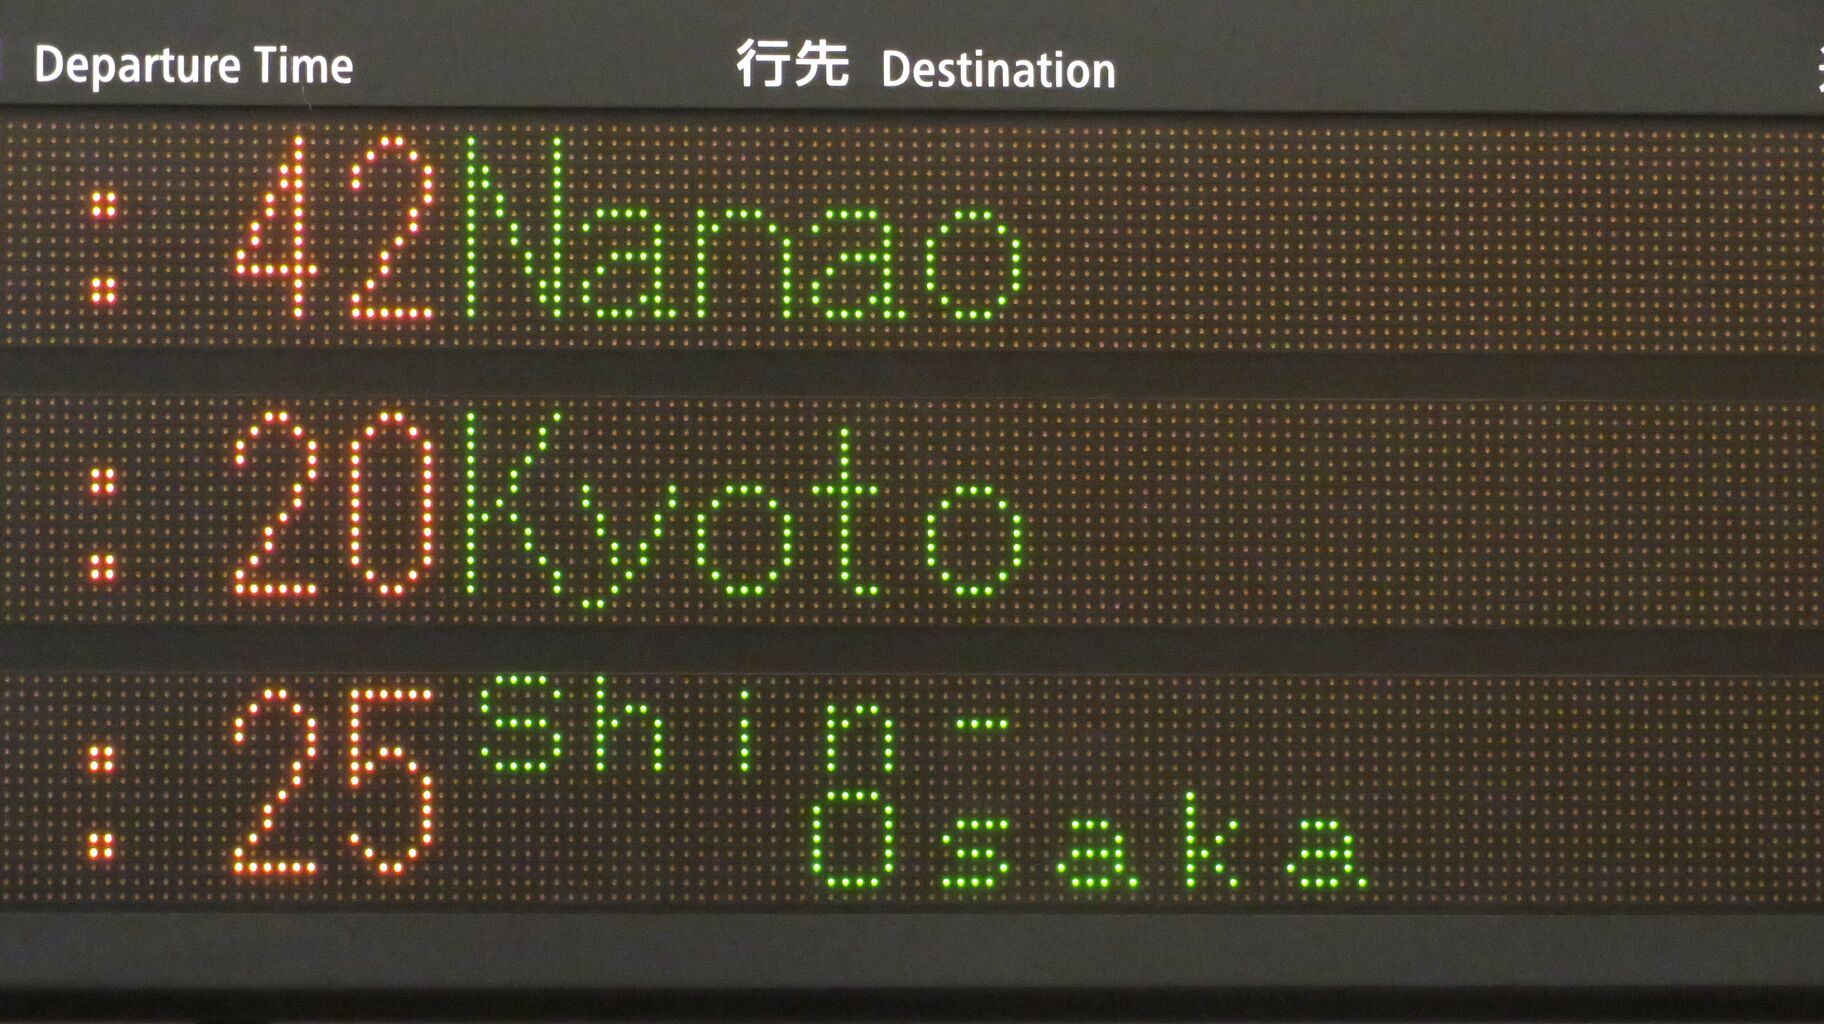 Departure Time 行先 Destination
:42 Nanao
:20 Kyoto
:25 Shin-
Osaka